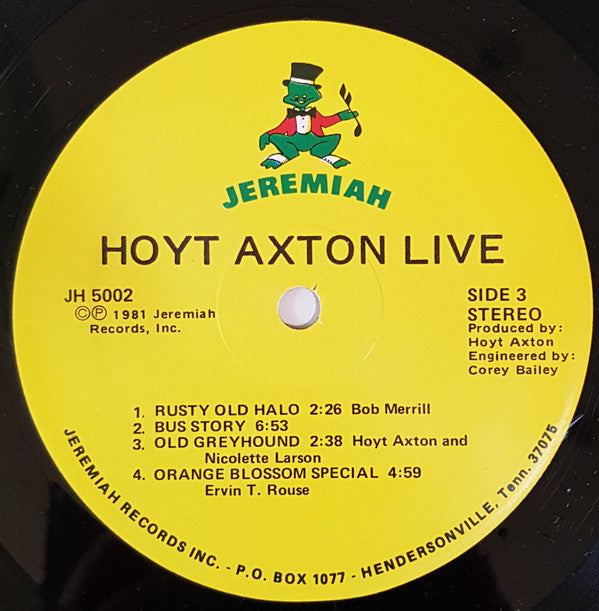 JEREMIAH
HOYT AXTON LIVE
JH 5002
©℗ 1981 Jeremiah
Records, Inc.
SIDE 3
STEREO
Produced by:
Hoyt Axton
Engineered by:
Corey Bailey
1. RUSTY OLD HALO 2:26 Bob Merrill
2. BUS STORY 6:53
3. OLD GREYHOUND 2:38 Hoyt Axton and
Nicolette Larson
4. ORANGE BLOSSOM SPECIAL 4:59
Ervin T. Rouse
JEREMIAH RECORDS INC. - P.O. BOX 1077 - HENDERSONVILLE, Tenn. 37075